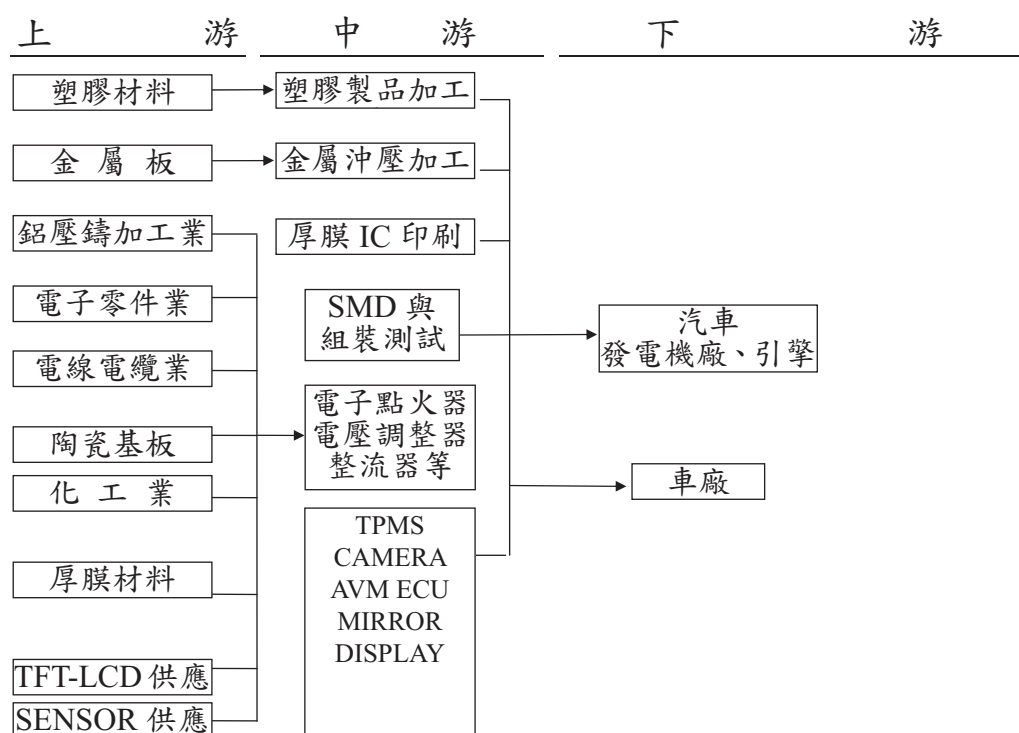 上游 中游 下游
塑膠材料
金屬板
鋁壓鑄加工業
電子零件業
電線電纜業
陶瓷基板
化工業
厚膜材料
TFT-LCD 供應
SENSOR 供應
塑膠製品加工
金屬沖壓加工
厚膜 IC 印刷
SMD 與
組裝測試
電子點火器
電壓調整器
整流器等
TPMS
CAMERA
AVM ECU
MIRROR
DISPLAY
汽車
發電機廠、引擎
車廠